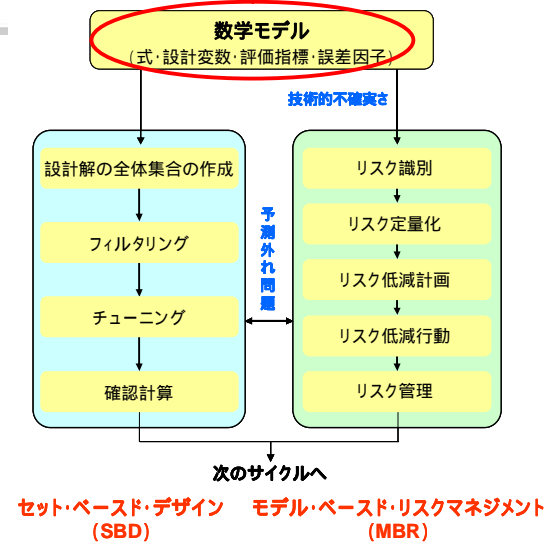 数学モデル
(式・設計変数・評価指標・誤差因子)
技術的不確実さ
設計解の全体集合の作成
フィルタリング
チューニング
確認計算
予測外れ問題
リスク識別
リスク定量化
リスク低減計画
リスク低減行動
リスク管理
次のサイクルへ
セット・ベースド・デザイン
(SBD)
モデル・ベースド・リスクマネジメント
(MBR)